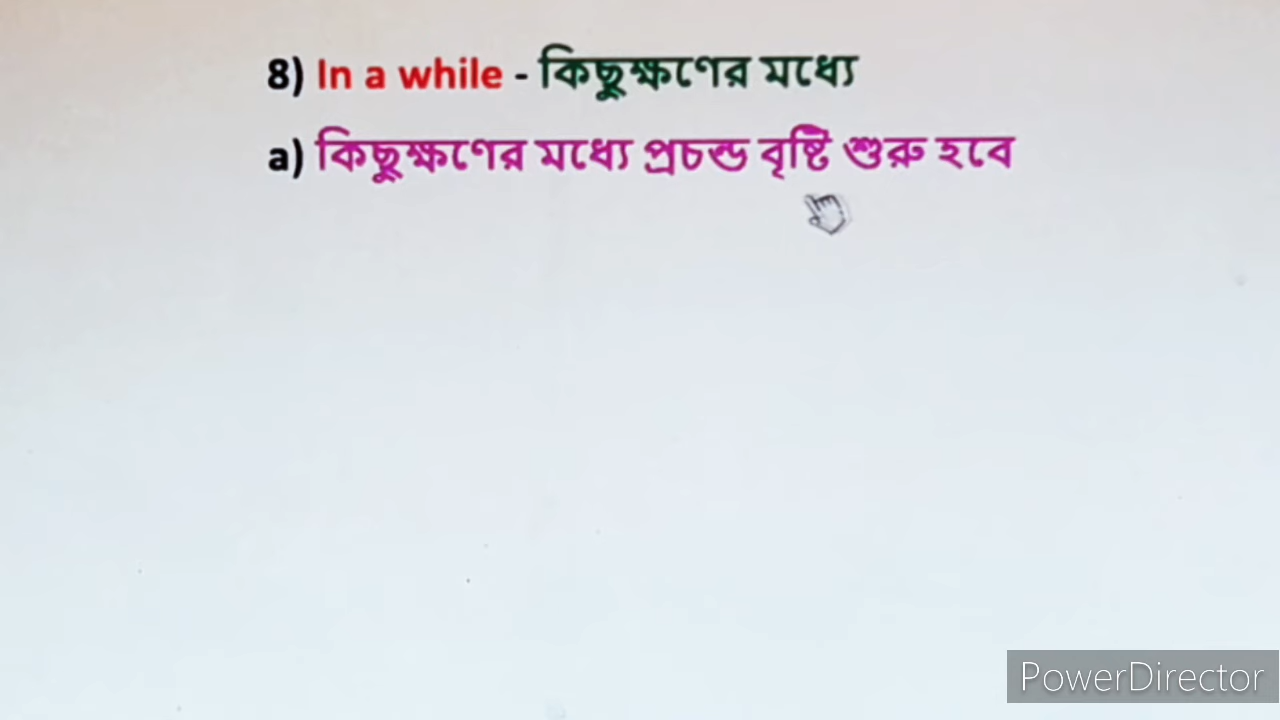 8) In a while - কিছুক্ষণের মধ্যে
a) কিছুক্ষণের মধ্যে প্রচন্ড বৃষ্টি শুরু হবে
PowerDirector